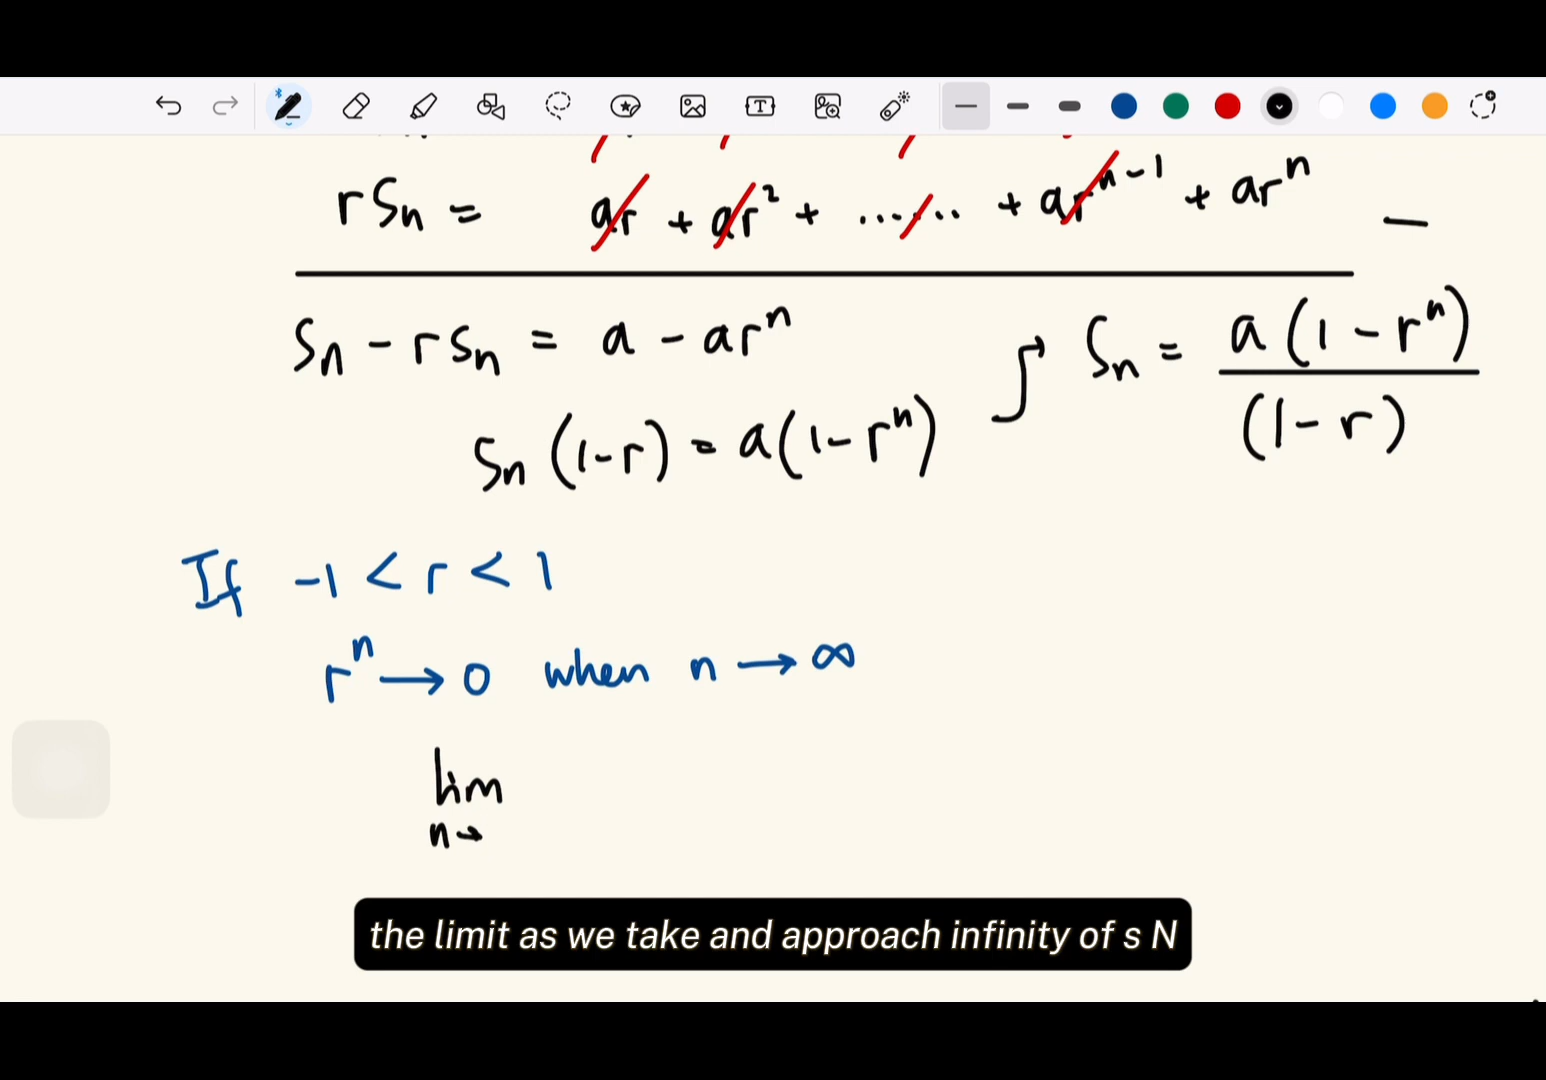 rSn = ar + ar² + ....... + arⁿ⁻¹ + arⁿ —
Sn - rSn = a - arⁿ
Sn (1-r) = a(1-rⁿ)
Sn = a(1-rⁿ) / (1-r)
If -1 < r < 1
rⁿ → 0 when n → ∞
lim
n→
the limit as we take and approach infinity of s N